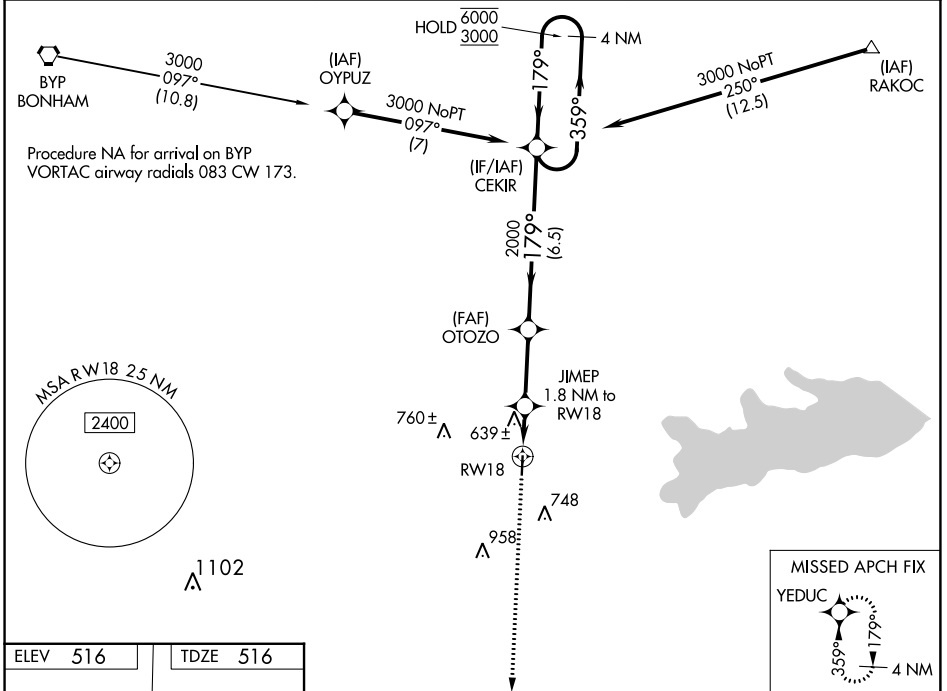 BYP
BONHAM
3000
097°
(10.8)
(IAF)
OYPUZ
3000 NoPT
097°
(7)
HOLD 6000
3000
4 NM
179°
359°
3000 NoPT
250°
(12.5)
(IAF)
RAKOC
Procedure NA for arrival on BYP
VORTAC airway radials 083 CW 173.
(IF/IAF)
CEKIR
2000
179°
(6.5)
(FAF)
OTOZO
JIMEP
1.8 NM to
RW18
760±
639±
RW18
MSA RW18 25 NM
2400
748
958
1102
MISSED APCH FIX
YEDUC
359°
179°
4 NM
ELEV 516
TDZE 516